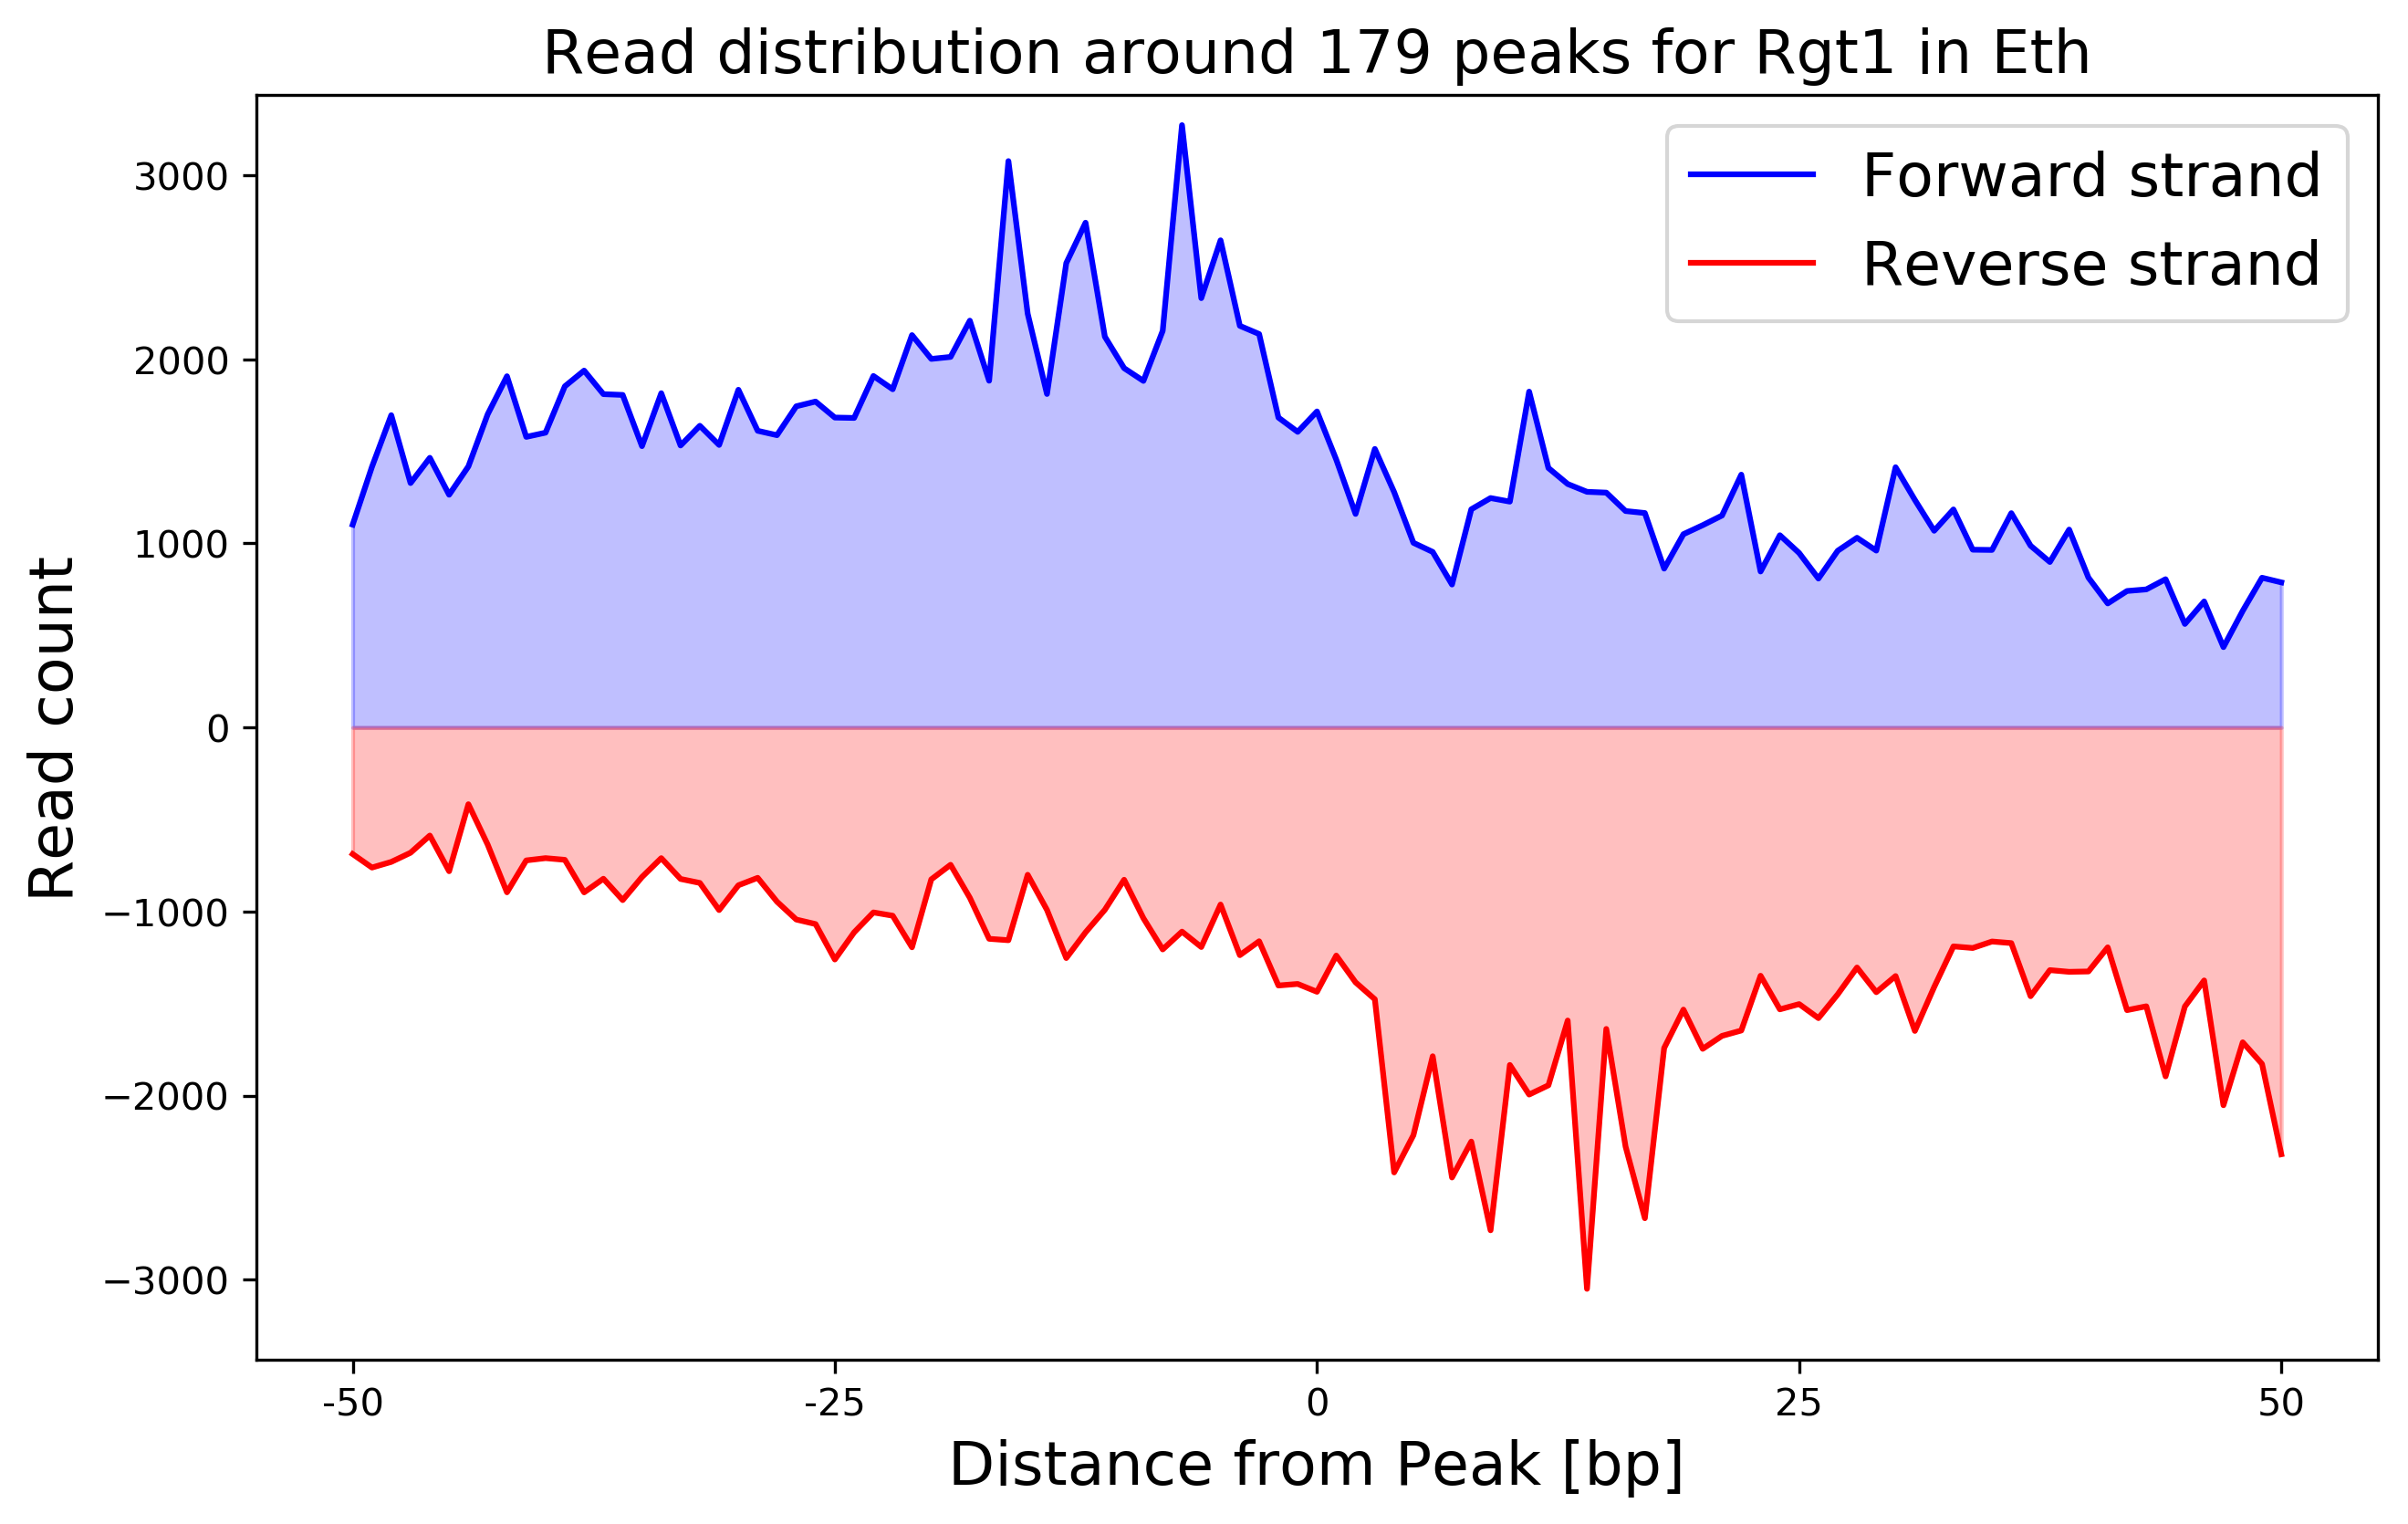 Read distribution around 179 peaks for Rgt1 in Eth
Forward strand
Reverse strand
Read count
3000
2000
1000
0
−1000
−2000
−3000
-50
-25
0
25
50
Distance from Peak [bp]